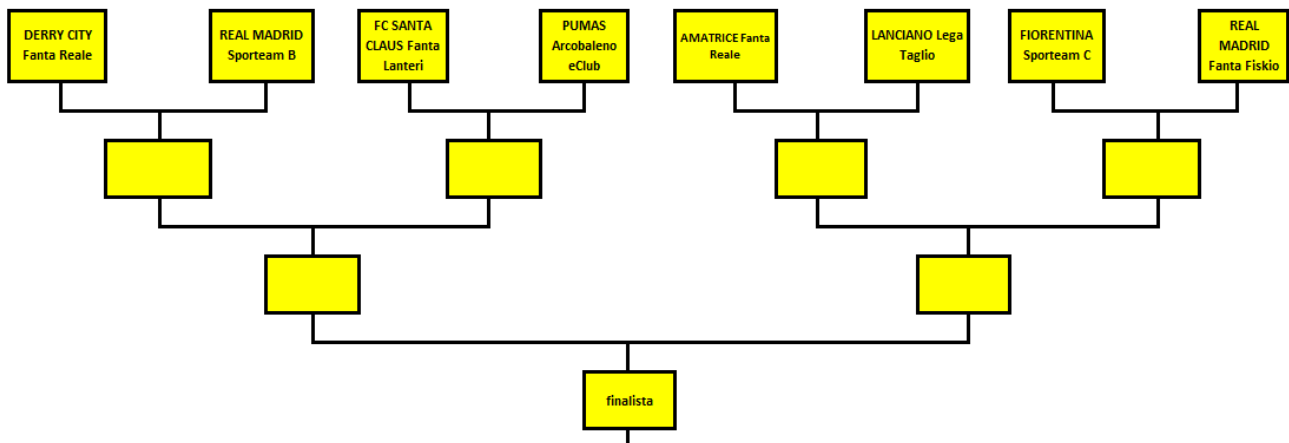 DERRY CITY
Fanta Reale
REAL MADRID
Sporteam B
FC SANTA
CLAUS Fanta
Lanteri
PUMAS
Arcobaleno
eClub
AMATRICE Fanta
Reale
LANCIANO Lega
Taglio
FIORENTINA
Sporteam C
REAL
MADRID
Fanta Fiskio
finalista